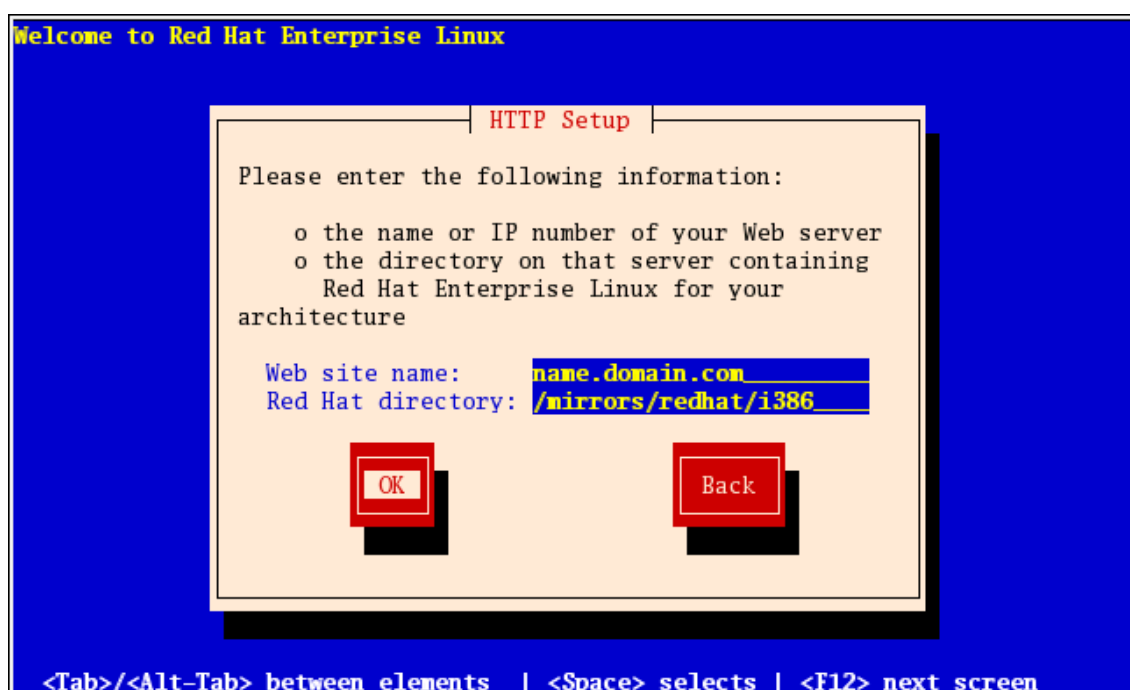 Welcome to Red Hat Enterprise Linux
HTTP Setup
Please enter the following information:
o the name or IP number of your Web server
o the directory on that server containing
Red Hat Enterprise Linux for your
architecture
Web site name: name.domain.com_________
Red Hat directory: /mirrors/redhat/i386____
OK Back
<Tab>/<Alt-Tab> between elements | <Space> selects | <F12> next screen